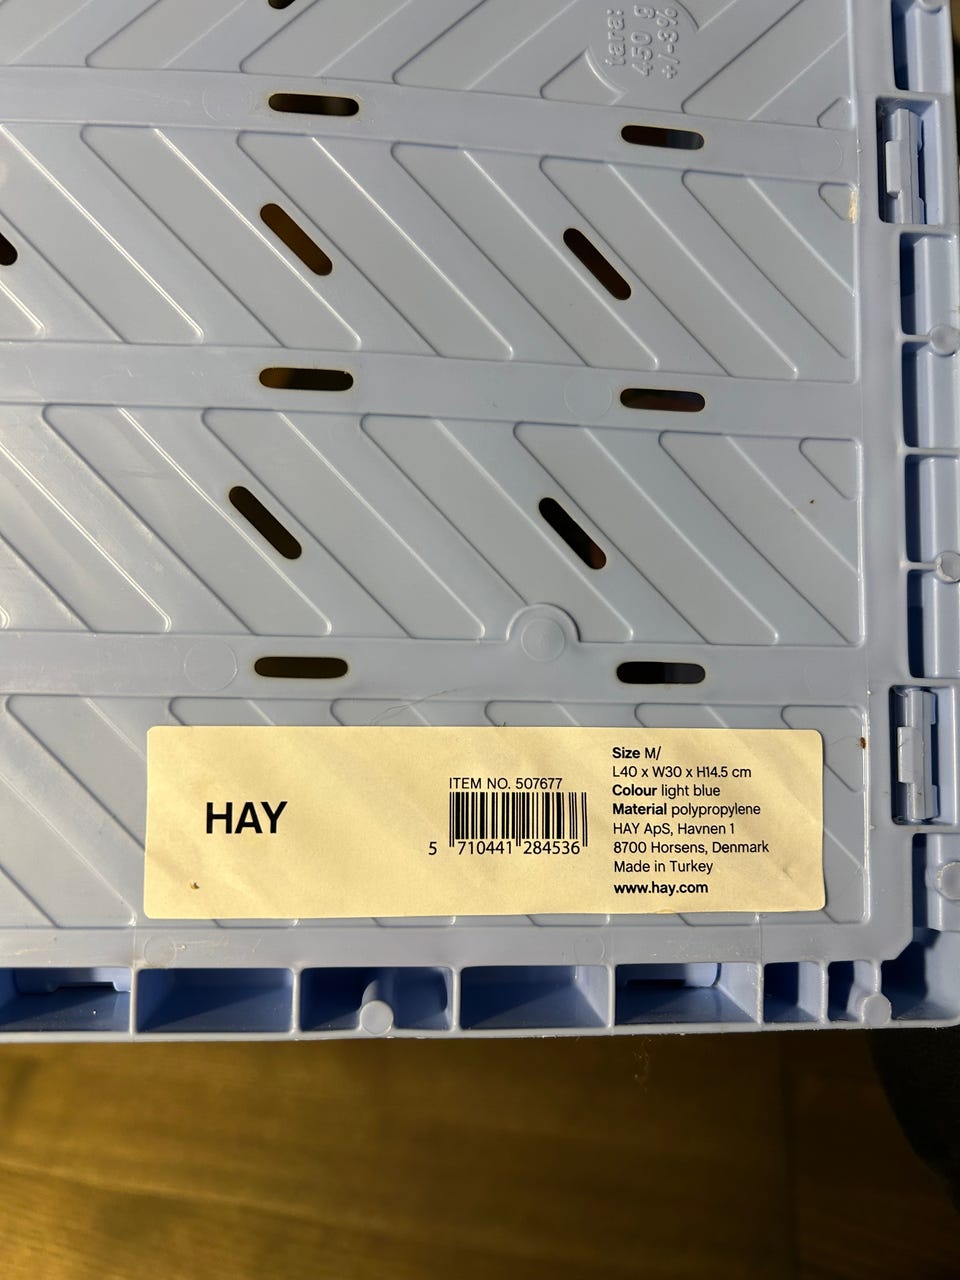 tara:
450 g
+/-3%
HAY
ITEM NO. 507677
5 710441 284536
Size M/
L40 x W30 x H14.5 cm
Colour light blue
Material polypropylene
HAY ApS, Havnen 1
8700 Horsens, Denmark
Made in Turkey
www.hay.com